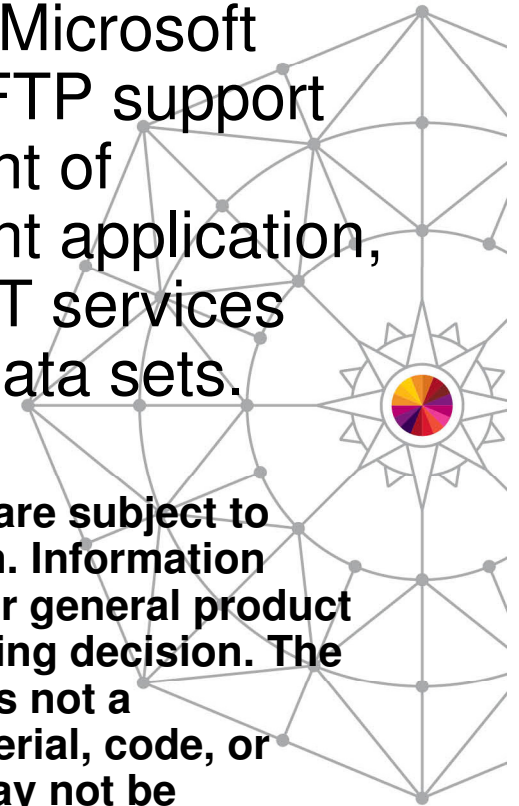 Microsoft
FTP support
nt of
nt application,
T services
ata sets.
are subject to
n. Information
r general product
ing decision. The
s not a
erial, code, or
ay not be